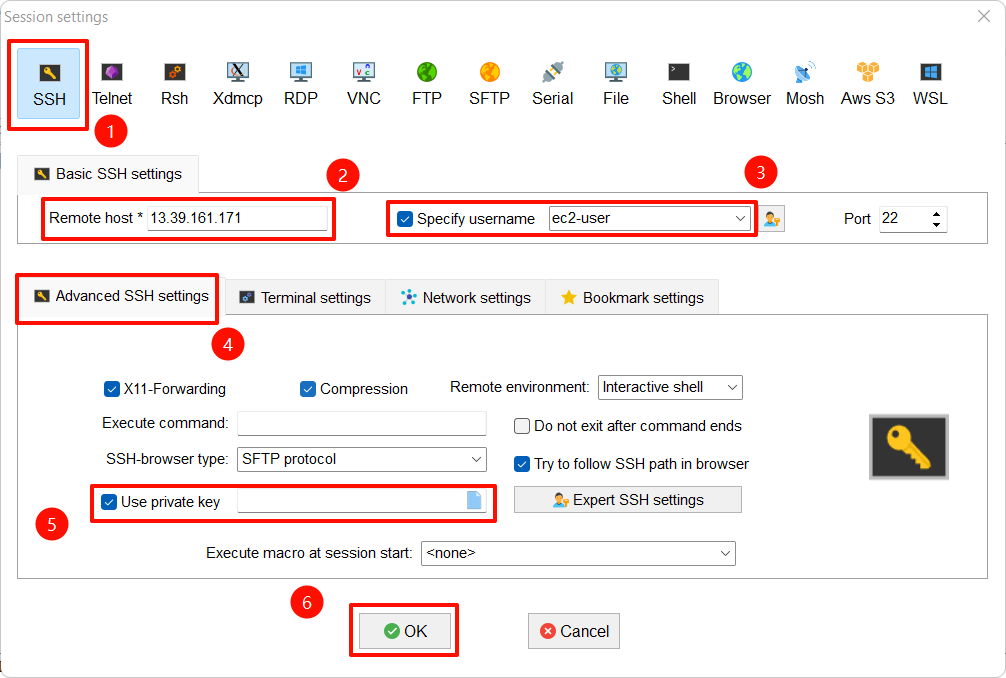 Session settings
SSH Telnet Rsh Xdmcp RDP VNC FTP SFTP Serial File Shell Browser Mosh Aws S3 WSL
1
Basic SSH settings
2
3
Remote host * 13.39.161.171 Specify username ec2-user Port 22
Advanced SSH settings Terminal settings Network settings Bookmark settings
4
X11-Forwarding Compression Remote environment: Interactive shell
Execute command: Do not exit after command ends
SSH-browser type: SFTP protocol Try to follow SSH path in browser
Use private key Expert SSH settings
5
Execute macro at session start: <none>
6
OK Cancel